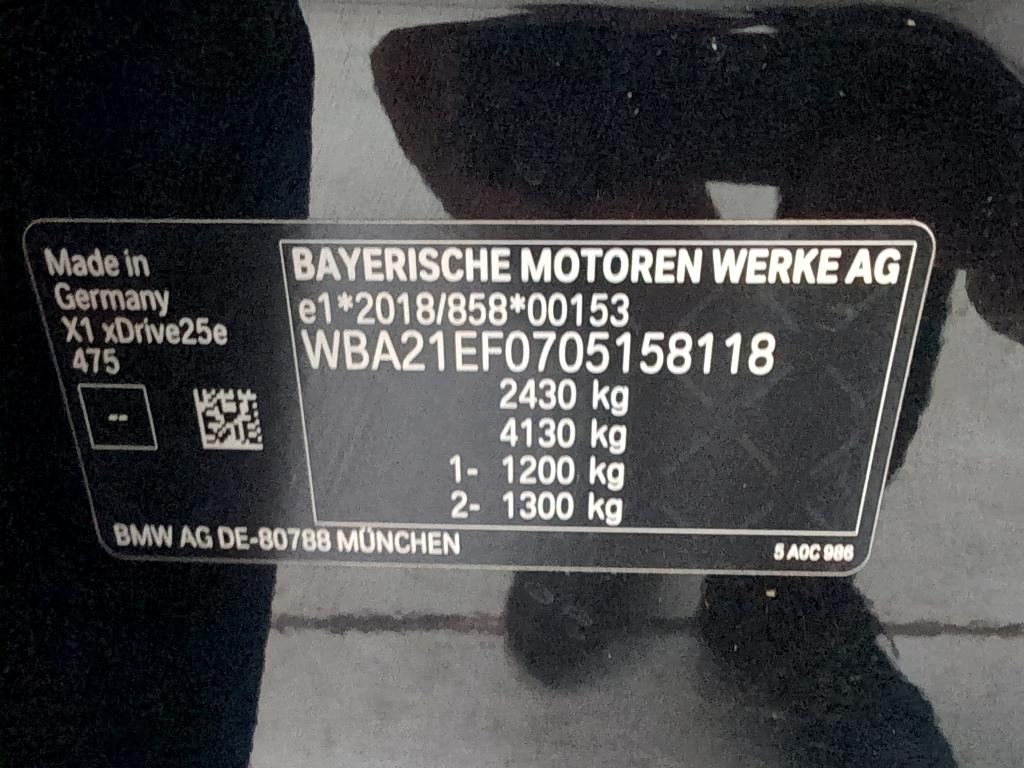 Made in
Germany
X1 xDrive25e
475
--
BAYERISCHE MOTOREN WERKE AG
e1*2018/858*00153
WBA21EF0705158118
2430 kg
4130 kg
1- 1200 kg
2- 1300 kg
BMW AG DE-80788 MÜNCHEN
5 A0C 986